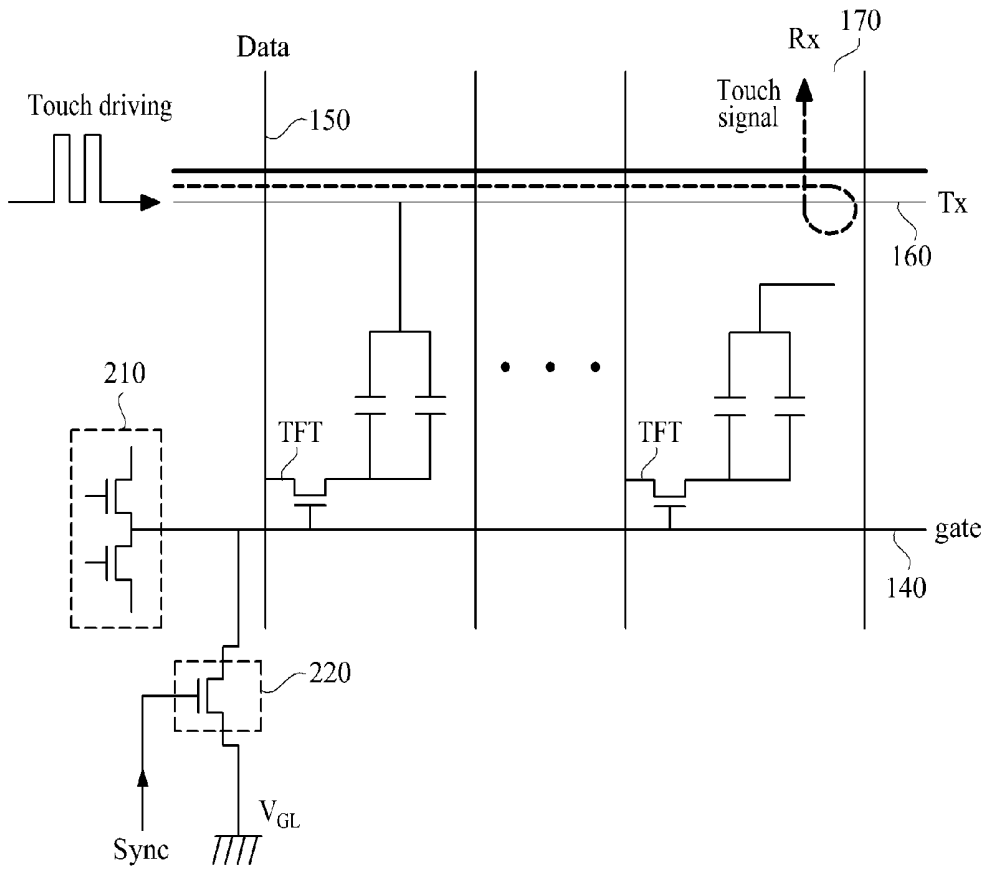 Rx
170
Data
Touch driving
150
Touch
signal
Tx
160
210
TFT
TFT
gate
140
220
VGL
Sync